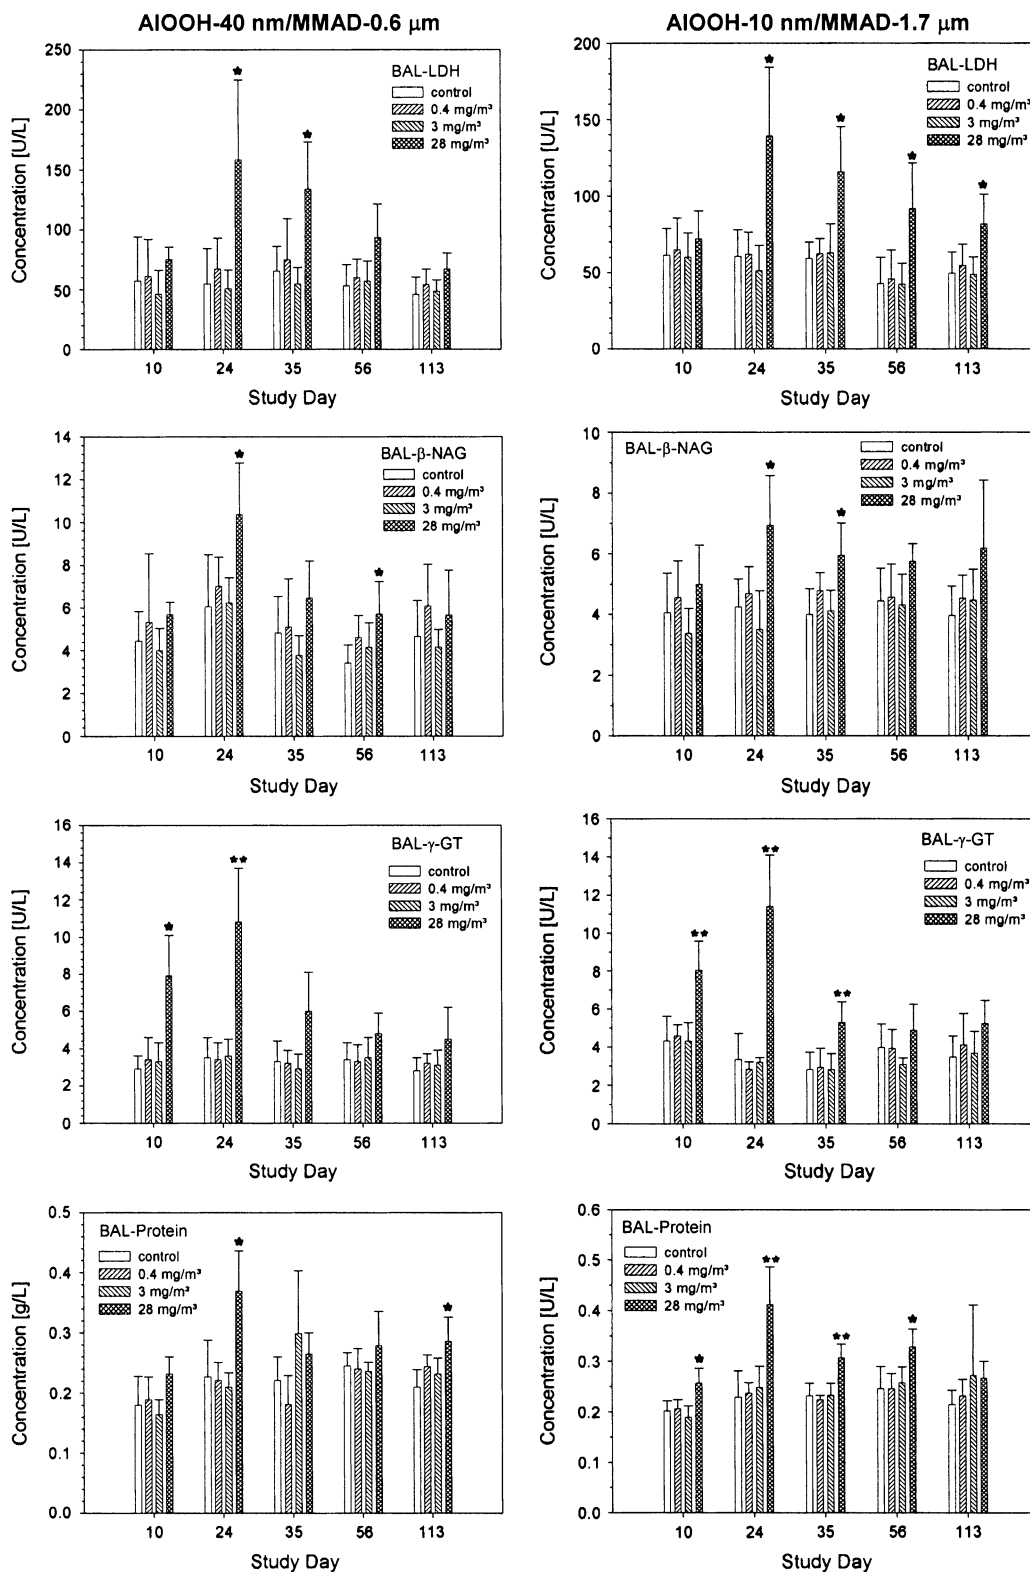 AlOOH-40 nm/MMAD-0.6 µm
250
200
150
100
50
0
Concentration [U/L]
BAL-LDH
control
0.4 mg/m³
3 mg/m³
28 mg/m³
10 24 35 56 113
Study Day
AlOOH-10 nm/MMAD-1.7 µm
200
150
100
50
0
Concentration [U/L]
BAL-LDH
control
0.4 mg/m³
3 mg/m³
28 mg/m³
10 24 35 56 113
Study Day
14
12
10
8
6
4
2
0
Concentration [U/L]
BAL-β-NAG
control
0.4 mg/m³
3 mg/m³
28 mg/m³
10 24 35 56 113
Study Day
10
8
6
4
2
0
Concentration [U/L]
BAL-β-NAG
control
0.4 mg/m³
3 mg/m³
28 mg/m³
10 24 35 56 113
Study Day
16
14
12
10
8
6
4
2
0
Concentration [U/L]
BAL-γ-GT
control
0.4 mg/m³
3 mg/m³
28 mg/m³
10 24 35 56 113
Study Day
16
14
12
10
8
6
4
2
0
Concentration [U/L]
BAL-γ-GT
control
0.4 mg/m³
3 mg/m³
28 mg/m³
10 24 35 56 113
Study Day
0.5
0.4
0.3
0.2
0.1
0.0
Concentration [g/L]
BAL-Protein
control
0.4 mg/m³
3 mg/m³
28 mg/m³
10 24 35 56 113
Study Day
0.6
0.5
0.4
0.3
0.2
0.1
0.0
Concentration [U/L]
BAL-Protein
control
0.4 mg/m³
3 mg/m³
28 mg/m³
10 24 35 56 113
Study Day